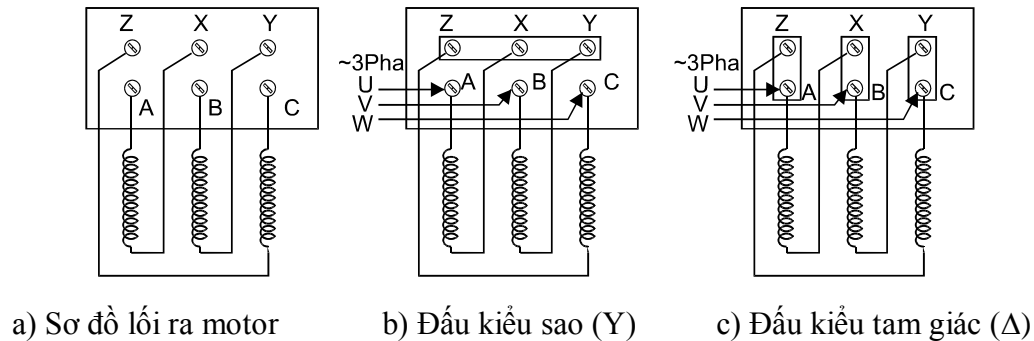 Z X Y
A B C
Z X Y
~3Pha
U
V
W
A B C
Z X Y
~3Pha
U
V
W
A B C
a) Sơ đồ lối ra motor
b) Đấu kiểu sao (Y)
c) Đấu kiểu tam giác (Δ)